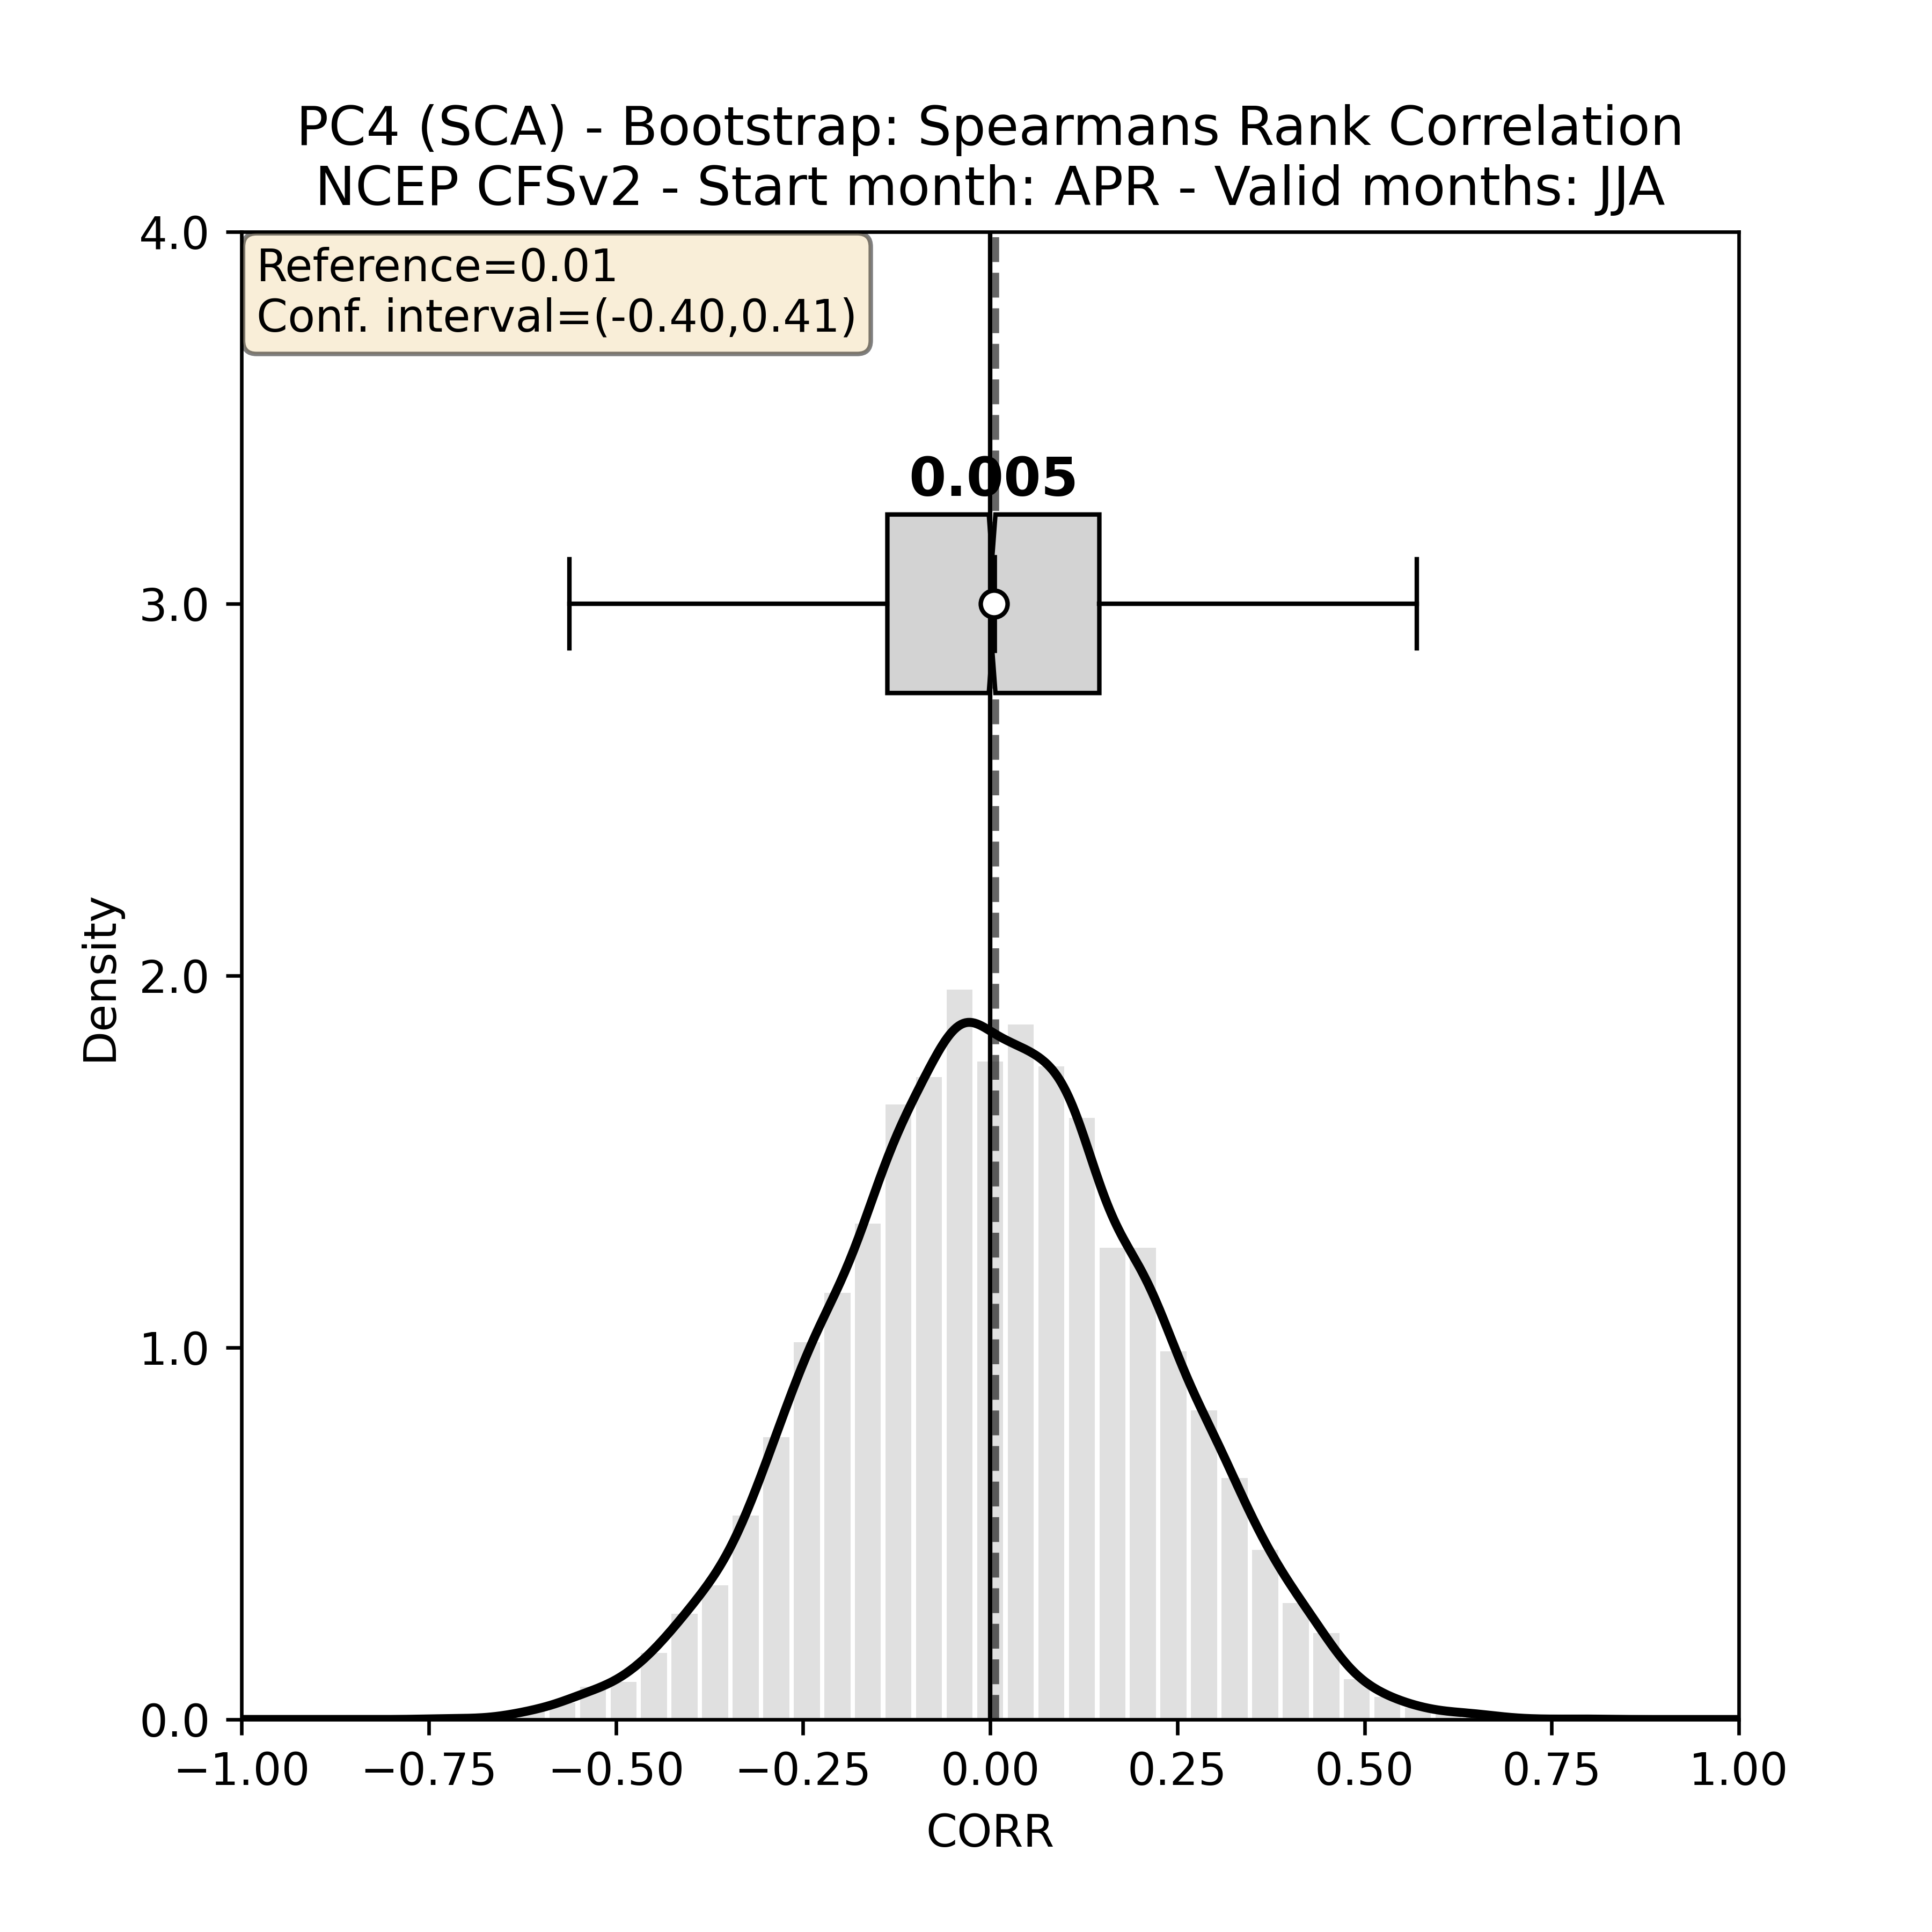 PC4 (SCA) - Bootstrap: Spearmans Rank Correlation
NCEP CFSv2 - Start month: APR - Valid months: JJA
Reference=0.01
Conf. interval=(-0.40,0.41)
0.005
Density
4.0
3.0
2.0
1.0
0.0
−1.00 −0.75 −0.50 −0.25 0.00 0.25 0.50 0.75 1.00
CORR